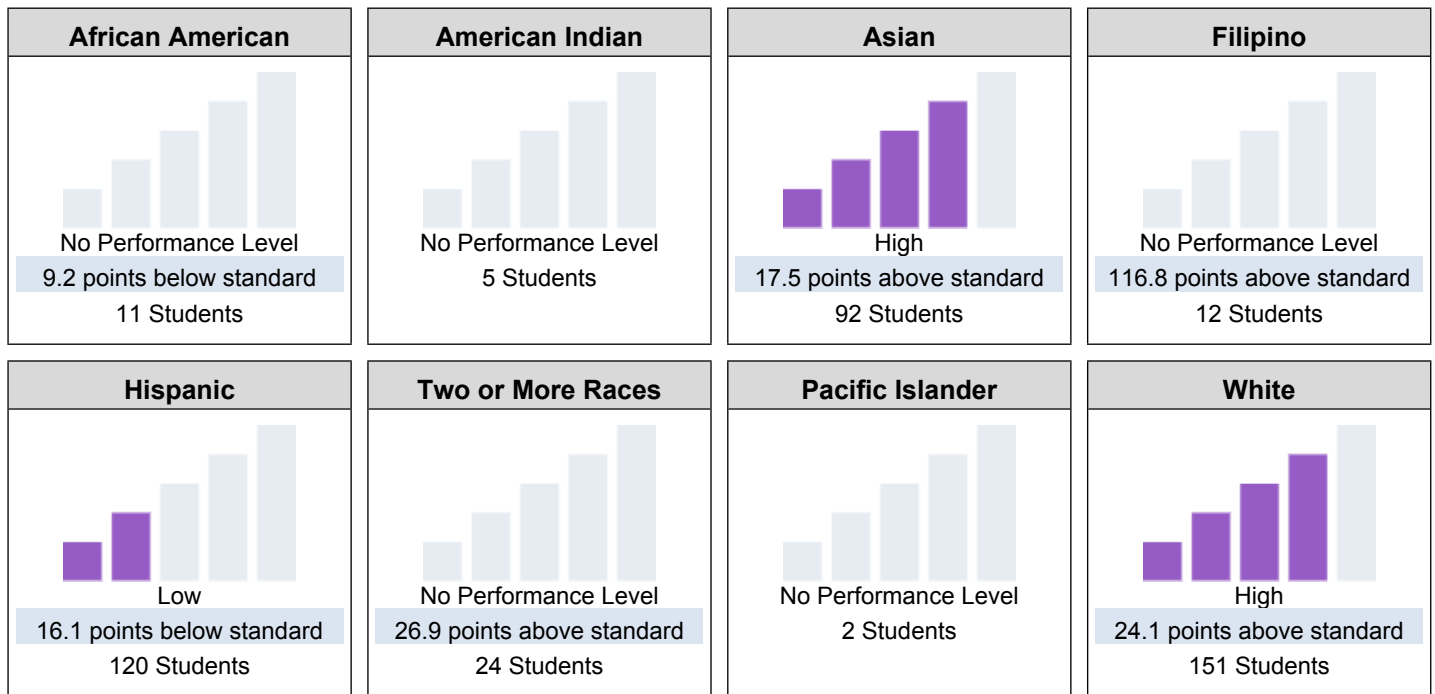 African American
No Performance Level
9.2 points below standard
11 Students
American Indian
No Performance Level
5 Students
Asian
High
17.5 points above standard
92 Students
Filipino
No Performance Level
116.8 points above standard
12 Students
Hispanic
Low
16.1 points below standard
120 Students
Two or More Races
No Performance Level
26.9 points above standard
24 Students
Pacific Islander
No Performance Level
2 Students
White
High
24.1 points above standard
151 Students